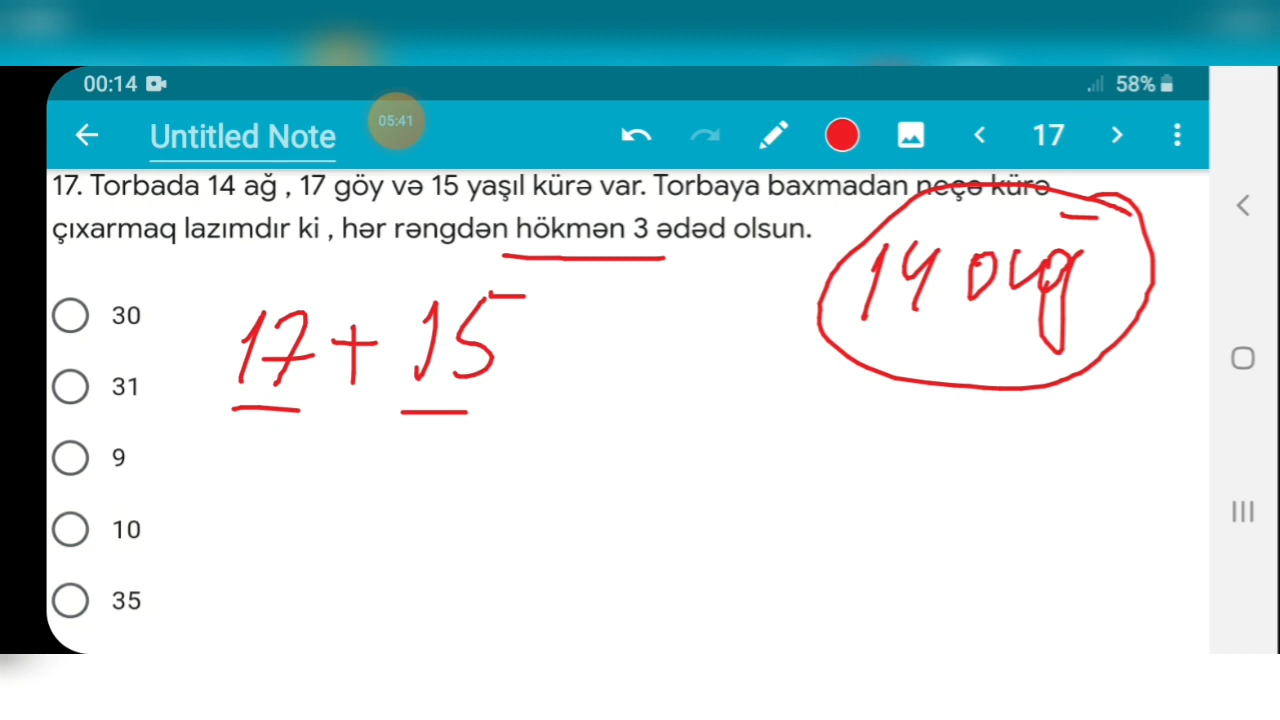 00:14
58%
Untitled Note
05:41
17
17. Torbada 14 ağ , 17 göy və 15 yaşıl kürə var. Torbaya baxmadan neçə kürə
çıxarmaq lazımdır ki , hər rəngdən hökmən 3 ədəd olsun.
14 ağ
30
17 + 15
31
9
10
35